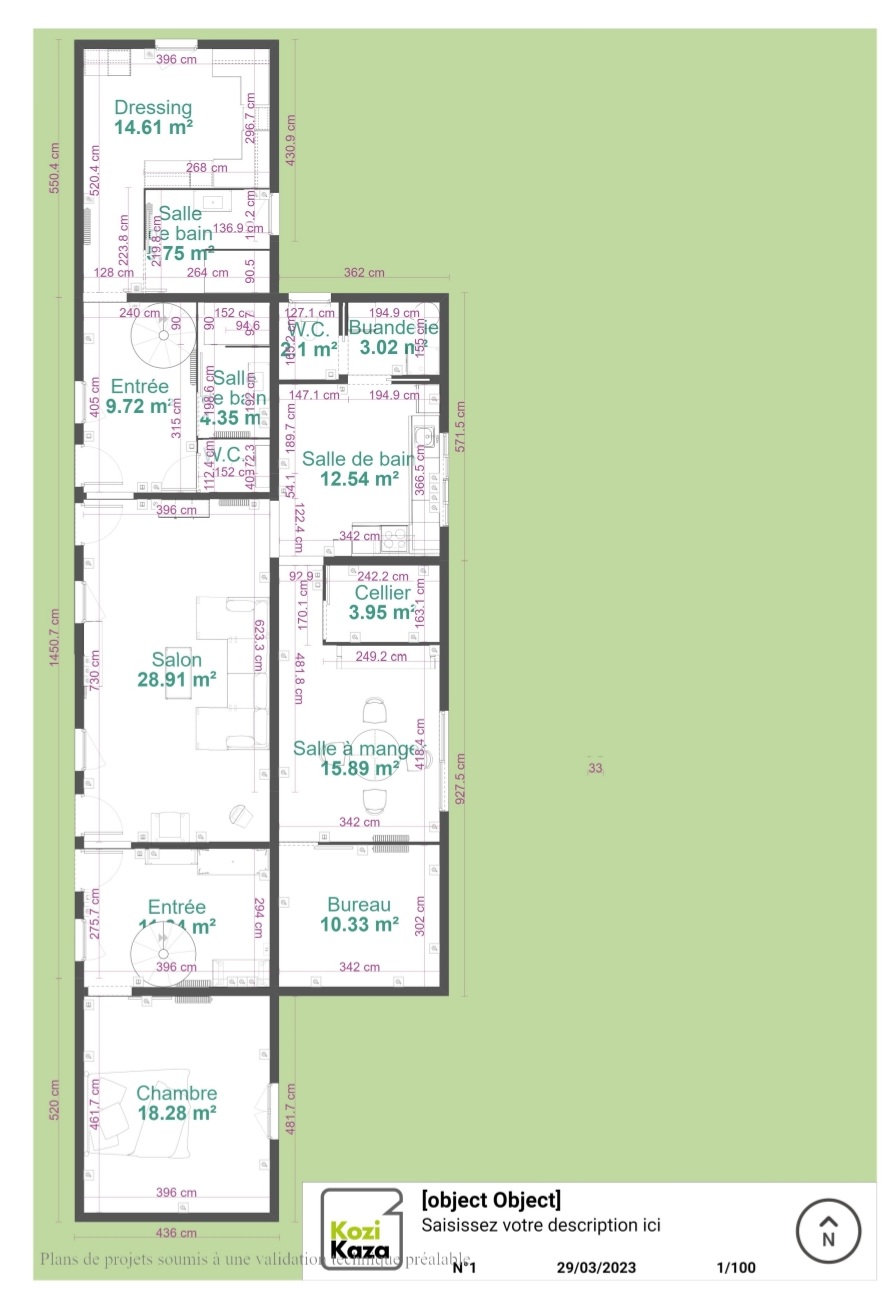 396 cm
Dressing
14.61 m²
296.7 cm
430.9 cm
550.4 cm
520.4 cm
268 cm
Salle
de bain
.75 m²
136.9 cm
223.8 cm
219.8 cm
128 cm
264 cm
90.5
362 cm
240 cm
90
90
152 cm
94.6
127.1 cm
194.9 cm
W.C.
2.1 m²
Buanderie
3.02 m²
155 cm
Entrée
9.72 m²
405 cm
315 cm
Salle
de bain
4.35 m
198.6 cm
192 cm
147.1 cm
194.9 cm
189.7 cm
571.5 cm
W.C.
152 cm
112.4 cm
Salle de bain
12.54 m²
366.5 cm
54.1
122.4 cm
342 cm
396 cm
92.9
242.2 cm
Cellier
3.95 m²
163.1 cm
170.1 cm
1450.7 cm
623.3 cm
Salon
28.91 m²
730 cm
249.2 cm
481.8 cm
Salle à manger
15.89 m²
418.4 cm
927.5 cm
33
342 cm
Entrée
m²
275.7 cm
294 cm
396 cm
Bureau
10.33 m²
302 cm
342 cm
Chambre
18.28 m²
520 cm
461.7 cm
481.7 cm
396 cm
436 cm
[object Object]
Saisissez votre description ici
Kozi
Kaza
N
Plans de projets soumis à une validation technique préalable
N°1 29/03/2023 1/100